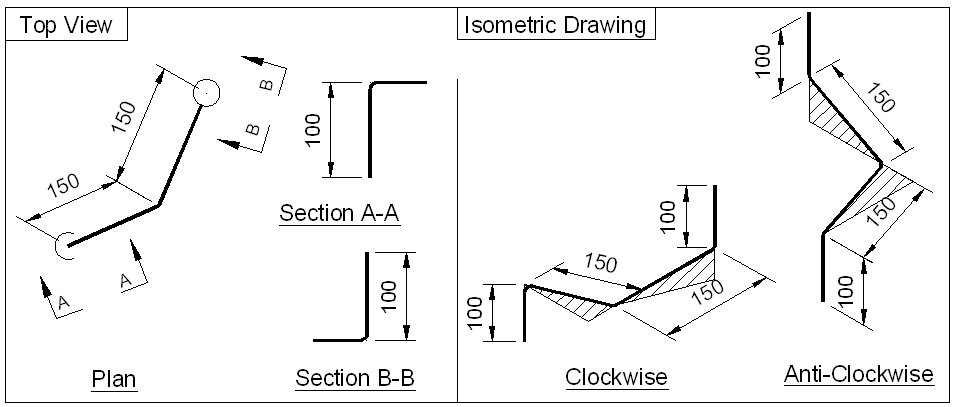 Top View
150
150
B
B
A
A
Plan
100
Section A-A
100
Section B-B
Isometric Drawing
100
150
100
150
Clockwise
100
150
150
100
Anti-Clockwise